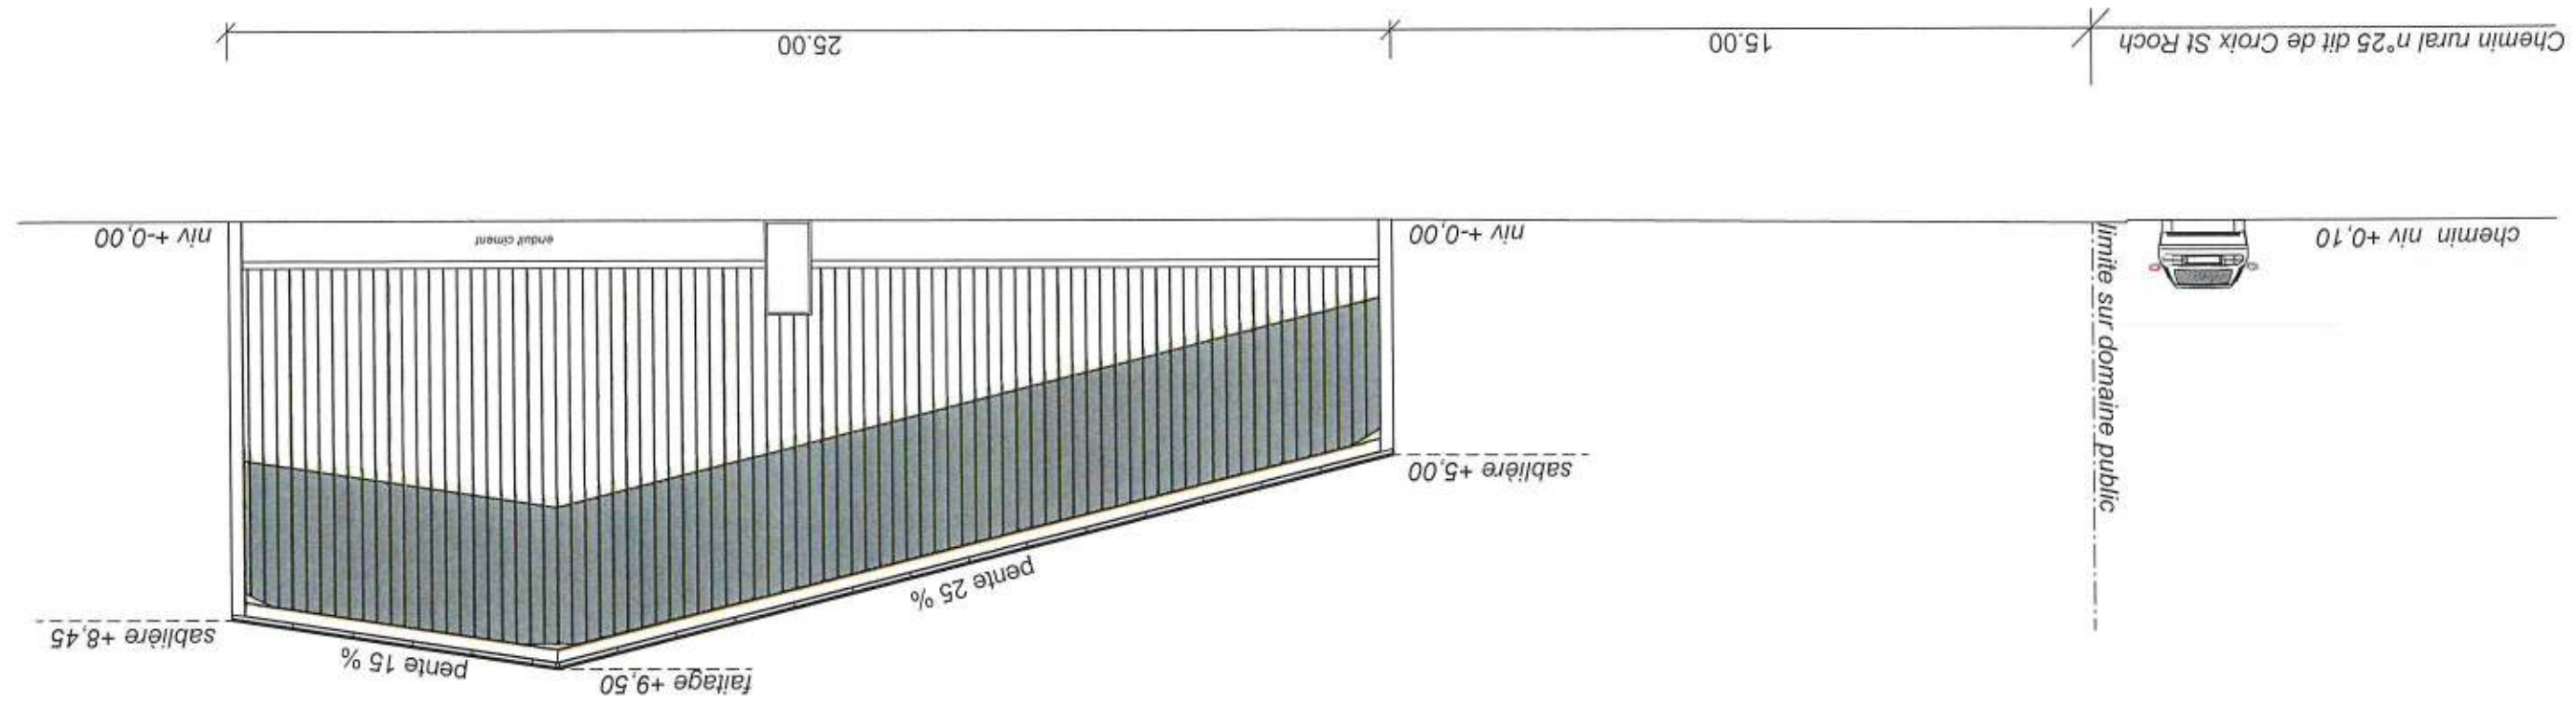 faitage +9,50
pente 15 %
sablière +8,45
pente 25 %
sablière +5,00
limite sur domaine public
enduit ciment
chemin niv +0,10
niv +-0,00
niv +-0,00
Chemin rural n°25 dit de Croix St Roch
15.00
25.00